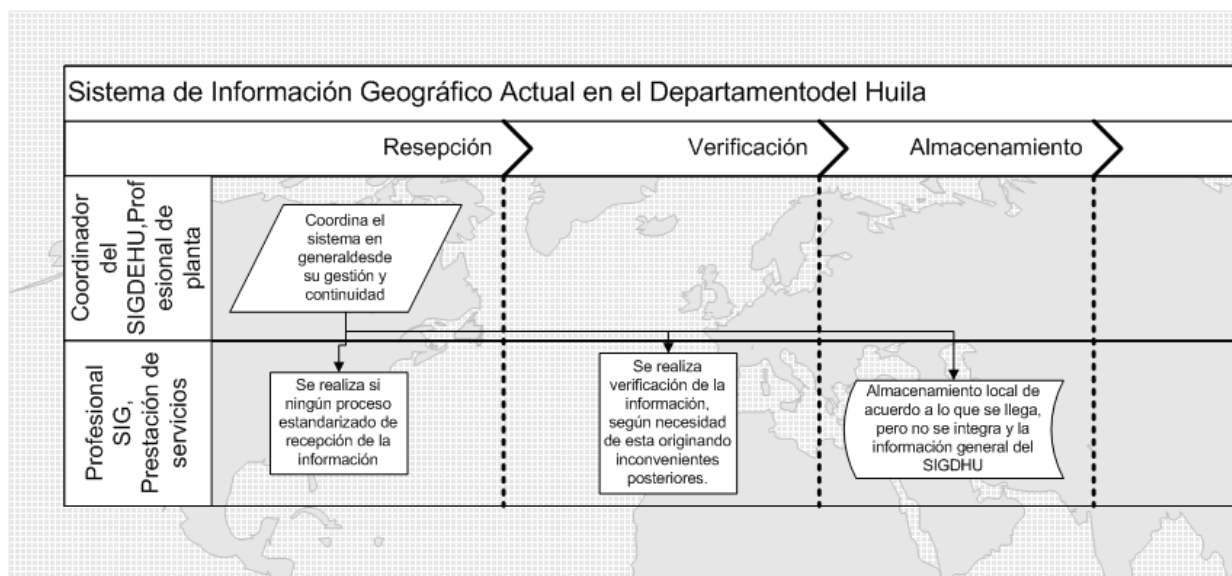 Sistema de Información Geográfico Actual en el Departamentodel Huila
Resepción
Verificación
Almacenamiento
Coordinador
del
SIGDEHU,Prof
esional de
planta
Coordina el
sistema en
generaldesde
su gestión y
continuidad
Profesional
SIG,
Prestación de
servicios
Se realiza si
ningún proceso
estandarizado de
recepción de la
información
Se realiza
verificación de la
información,
según necesidad
de esta originando
inconvenientes
posteriores.
Almacenamiento local de
acuerdo a lo que se llega,
pero no se integra y la
información general del
SIGDHU